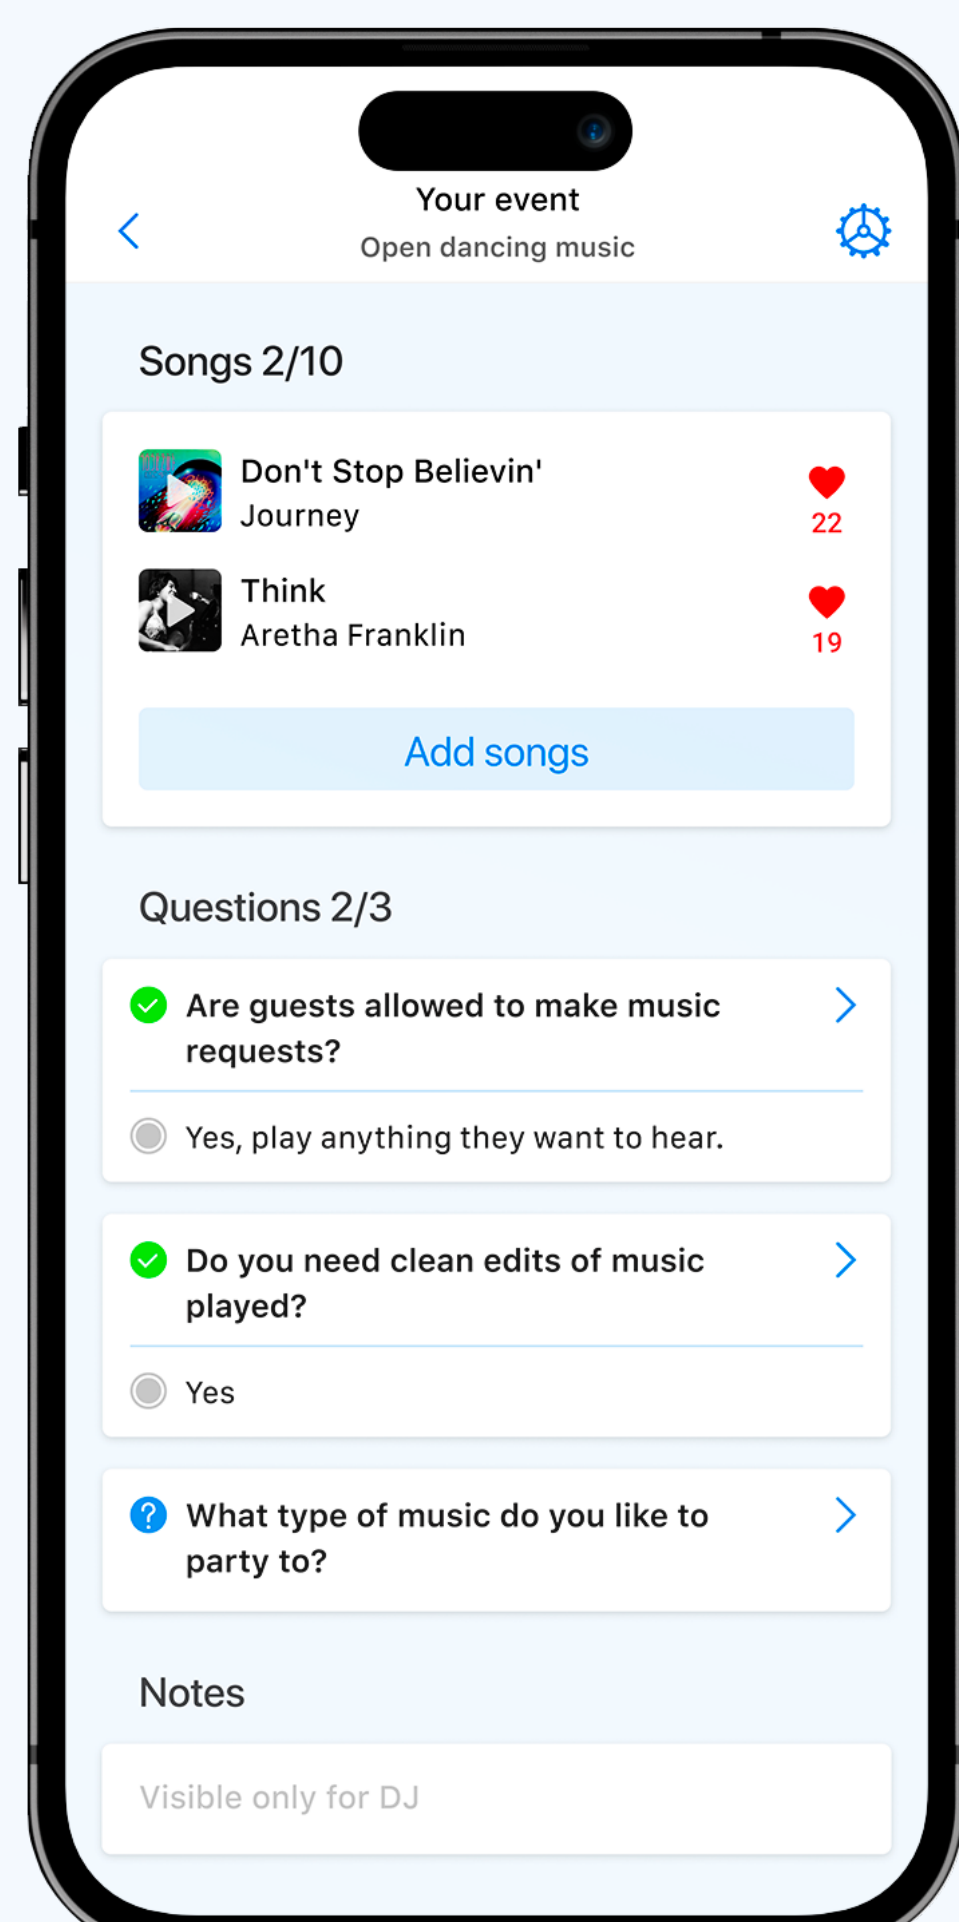 Your event
Open dancing music
Songs 2/10
Don't Stop Believin'
Journey
22
Think
Aretha Franklin
19
Add songs
Questions 2/3
Are guests allowed to make music
requests?
Yes, play anything they want to hear.
Do you need clean edits of music
played?
Yes
What type of music do you like to
party to?
Notes
Visible only for DJ